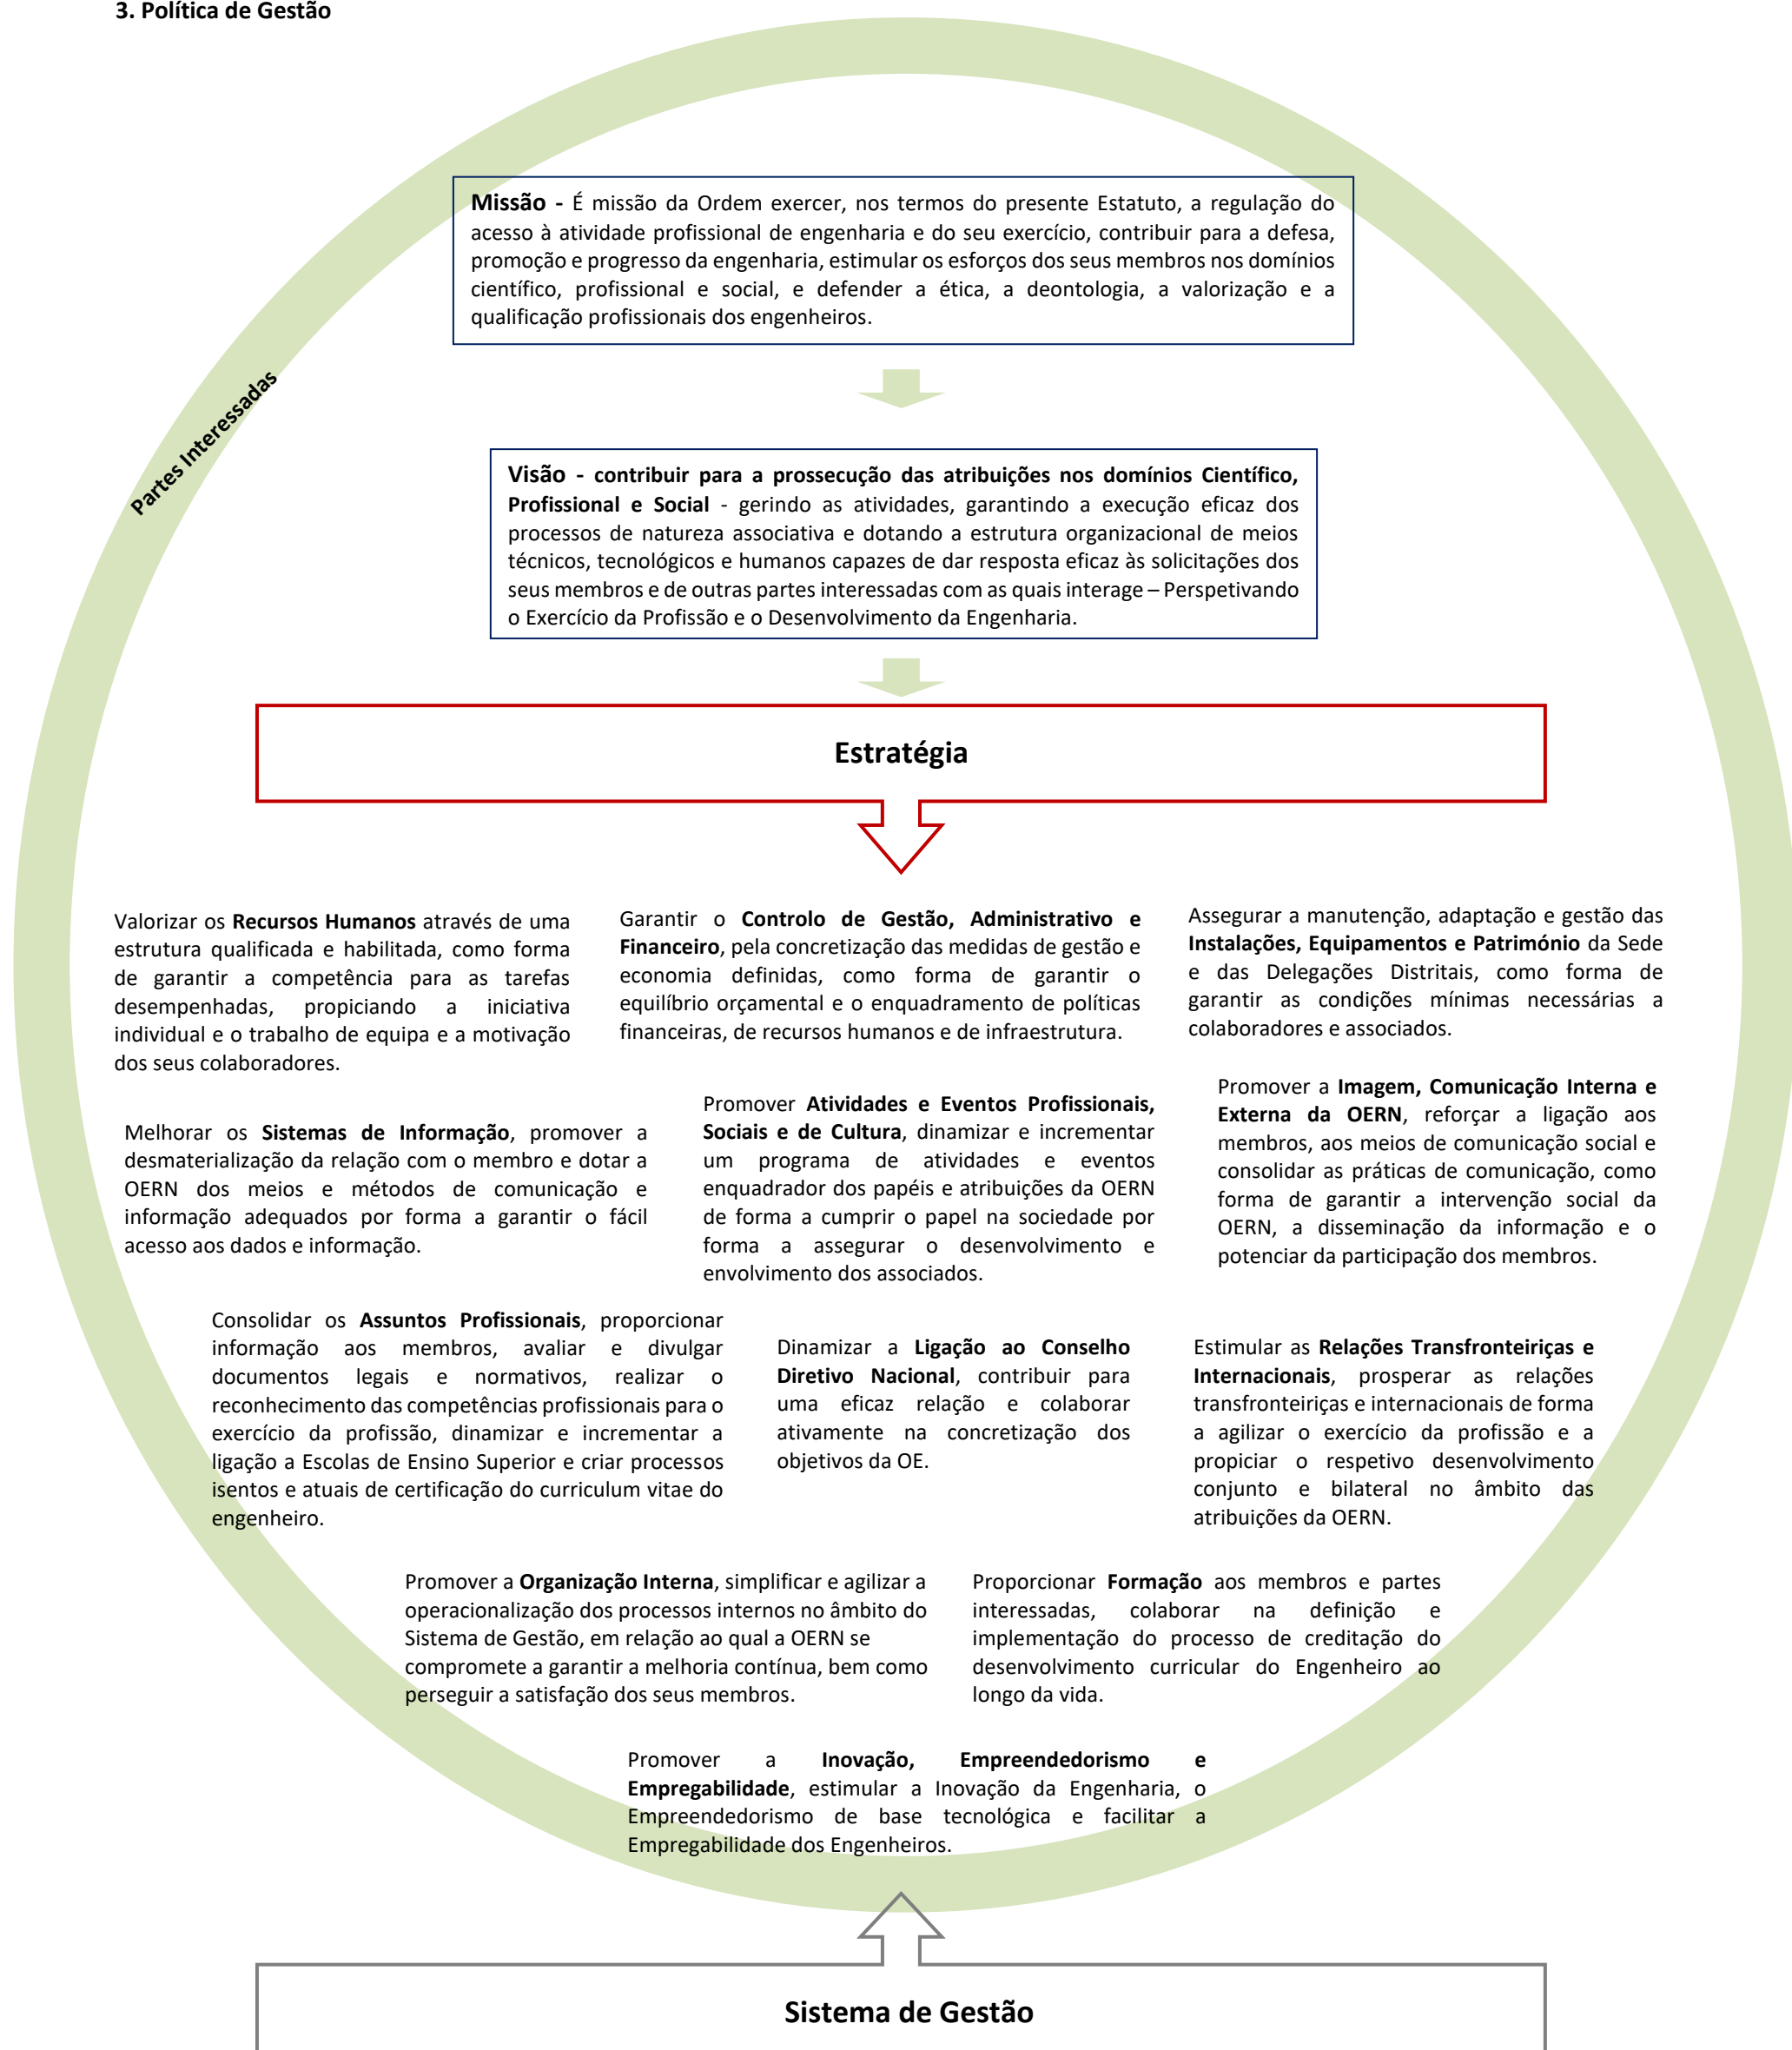 3. Política de Gestão
Missão - É missão da Ordem exercer, nos termos do presente Estatuto, a regulação do
acesso à atividade profissional de engenharia e do seu exercício, contribuir para a defesa,
promoção e progresso da engenharia, estimular os esforços dos seus membros nos domínios
científico, profissional e social, e defender a ética, a deontologia, a valorização e a
qualificação profissionais dos engenheiros.
Partes Interessadas
Visão - contribuir para a prossecução das atribuições nos domínios Científico,
Profissional e Social - gerindo as atividades, garantindo a execução eficaz dos
processos de natureza associativa e dotando a estrutura organizacional de meios
técnicos, tecnológicos e humanos capazes de dar resposta eficaz às solicitações dos
seus membros e de outras partes interessadas com as quais interage – Perspetivando
o Exercício da Profissão e o Desenvolvimento da Engenharia.
Estratégia
Valorizar os Recursos Humanos através de uma
estrutura qualificada e habilitada, como forma
de garantir a competência para as tarefas
desempenhadas, propiciando a iniciativa
individual e o trabalho de equipa e a motivação
dos seus colaboradores.
Garantir o Controlo de Gestão, Administrativo e
Financeiro, pela concretização das medidas de gestão e
economia definidas, como forma de garantir o
equilíbrio orçamental e o enquadramento de políticas
financeiras, de recursos humanos e de infraestrutura.
Assegurar a manutenção, adaptação e gestão das
Instalações, Equipamentos e Património da Sede
e das Delegações Distritais, como forma de
garantir as condições mínimas necessárias a
colaboradores e associados.
Melhorar os Sistemas de Informação, promover a
desmaterialização da relação com o membro e dotar a
OERN dos meios e métodos de comunicação e
informação adequados por forma a garantir o fácil
acesso aos dados e informação.
Promover Atividades e Eventos Profissionais,
Sociais e de Cultura, dinamizar e incrementar
um programa de atividades e eventos
enquadrador dos papéis e atribuições da OERN
de forma a cumprir o papel na sociedade por
forma a assegurar o desenvolvimento e
envolvimento dos associados.
Promover a Imagem, Comunicação Interna e
Externa da OERN, reforçar a ligação aos
membros, aos meios de comunicação social e
consolidar as práticas de comunicação, como
forma de garantir a intervenção social da
OERN, a disseminação da informação e o
potenciar da participação dos membros.
Consolidar os Assuntos Profissionais, proporcionar
informação aos membros, avaliar e divulgar
documentos legais e normativos, realizar o
reconhecimento das competências profissionais para o
exercício da profissão, dinamizar e incrementar a
ligação a Escolas de Ensino Superior e criar processos
isentos e atuais de certificação do curriculum vitae do
engenheiro.
Dinamizar a Ligação ao Conselho
Diretivo Nacional, contribuir para
uma eficaz relação e colaborar
ativamente na concretização dos
objetivos da OE.
Estimular as Relações Transfronteiriças e
Internacionais, prosperar as relações
transfronteiriças e internacionais de forma
a agilizar o exercício da profissão e a
propiciar o respetivo desenvolvimento
conjunto e bilateral no âmbito das
atribuições da OERN.
Promover a Organização Interna, simplificar e agilizar a
operacionalização dos processos internos no âmbito do
Sistema de Gestão, em relação ao qual a OERN se
compromete a garantir a melhoria contínua, bem como
perseguir a satisfação dos seus membros.
Proporcionar Formação aos membros e partes
interessadas, colaborar na definição e
implementação do processo de creditação do
desenvolvimento curricular do Engenheiro ao
longo da vida.
Promover a Inovação, Empreendedorismo e
Empregabilidade, estimular a Inovação da Engenharia, o
Empreendedorismo de base tecnológica e facilitar a
Empregabilidade dos Engenheiros.
Sistema de Gestão